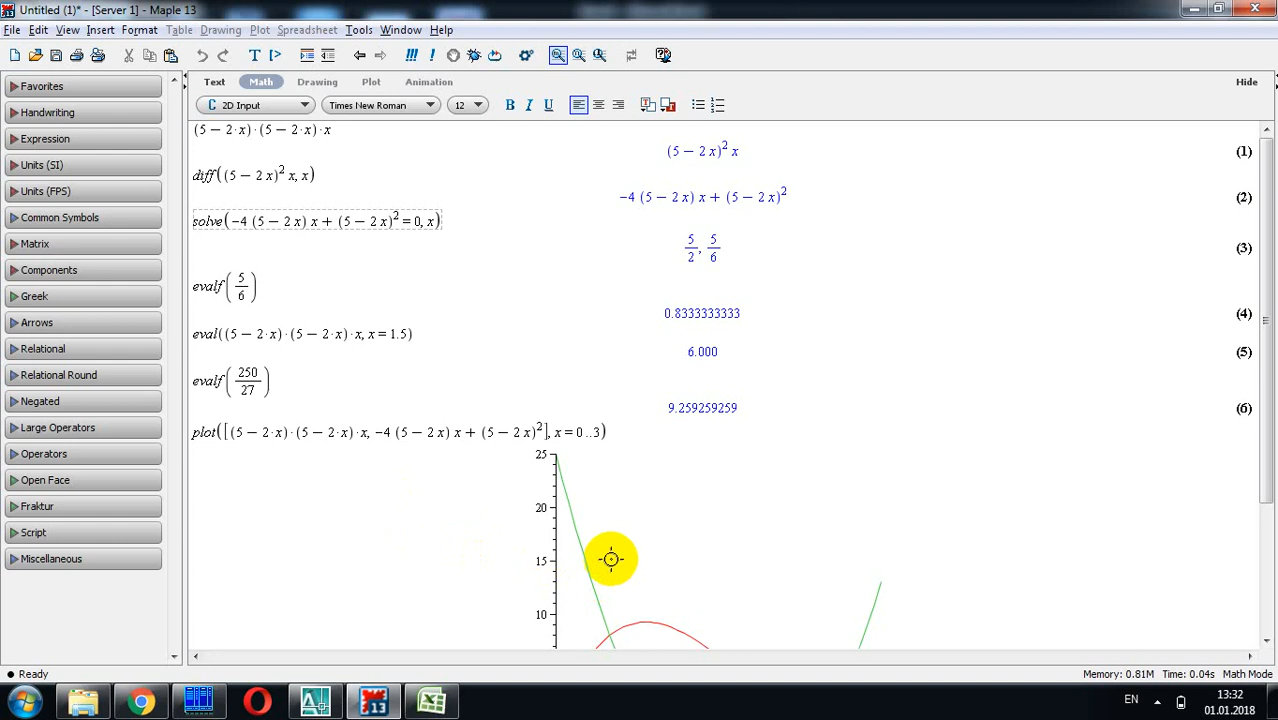 Untitled (1)* - [Server 1] - Maple 13
File Edit View Insert Format Table Drawing Plot Spreadsheet Tools Window Help
Text Math Drawing Plot Animation Hide
C 2D Input Times New Roman 12 B I U
Favorites
Handwriting
Expression
Units (SI)
Units (FPS)
Common Symbols
Matrix
Components
Greek
Arrows
Relational
Relational Round
Negated
Large Operators
Operators
Open Face
Fraktur
Script
Miscellaneous
(5 − 2·x)·(5 − 2·x)·x
(5 − 2 x)² x (1)
diff((5 − 2 x)² x, x)
−4 (5 − 2 x) x + (5 − 2 x)² (2)
solve(−4 (5 − 2 x) x + (5 − 2 x)² = 0, x)
5/2, 5/6 (3)
evalf(5/6)
0.8333333333 (4)
eval((5 − 2·x)·(5 − 2·x)·x, x = 1.5)
6.000 (5)
evalf(250/27)
9.259259259 (6)
plot([(5 − 2·x)·(5 − 2·x)·x, −4 (5 − 2 x) x + (5 − 2 x)²], x = 0 ..3)
25
20
15
10
Ready Memory: 0.81M Time: 0.04s Math Mode
EN 13:32
01.01.2018